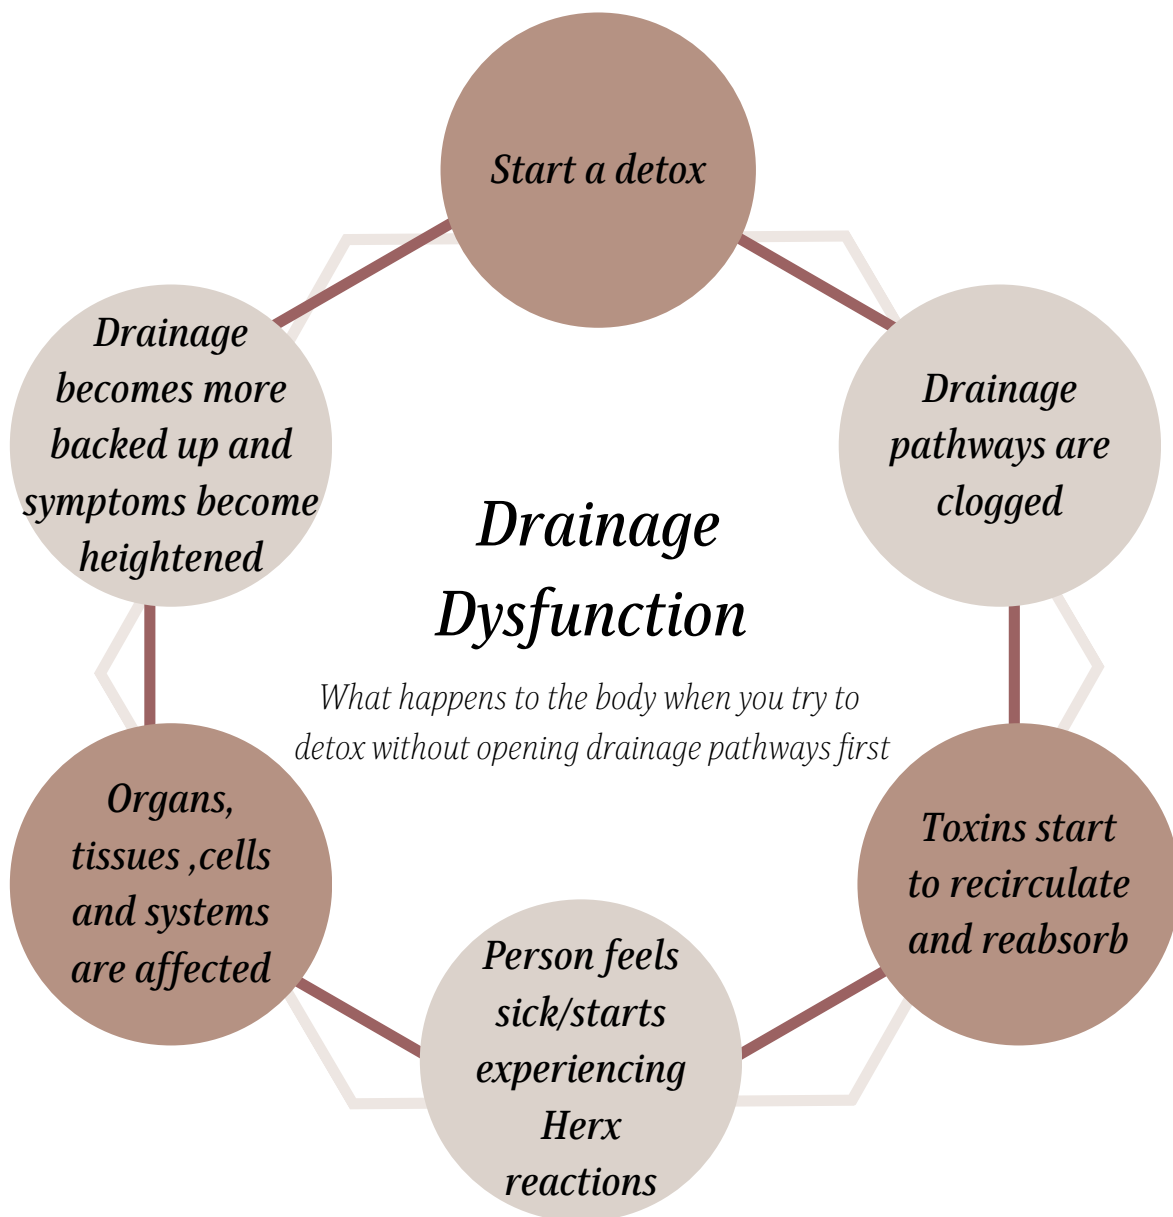 Start a detox
Drainage
pathways are
clogged
Toxins start
to recirculate
and reabsorb
Person feels
sick/starts
experiencing
Herx
reactions
Organs,
tissues ,cells
and systems
are affected
Drainage
becomes more
backed up and
symptoms become
heightened
Drainage
Dysfunction
What happens to the body when you try to
detox without opening drainage pathways first